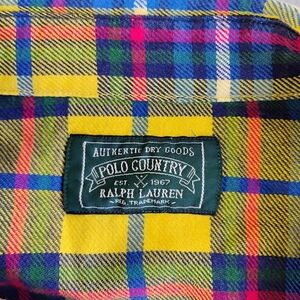 AUTHENTIC DRY GOODS
POLO COUNTRY
EST 1967
RALPH LAUREN
REG. TRADEMARK